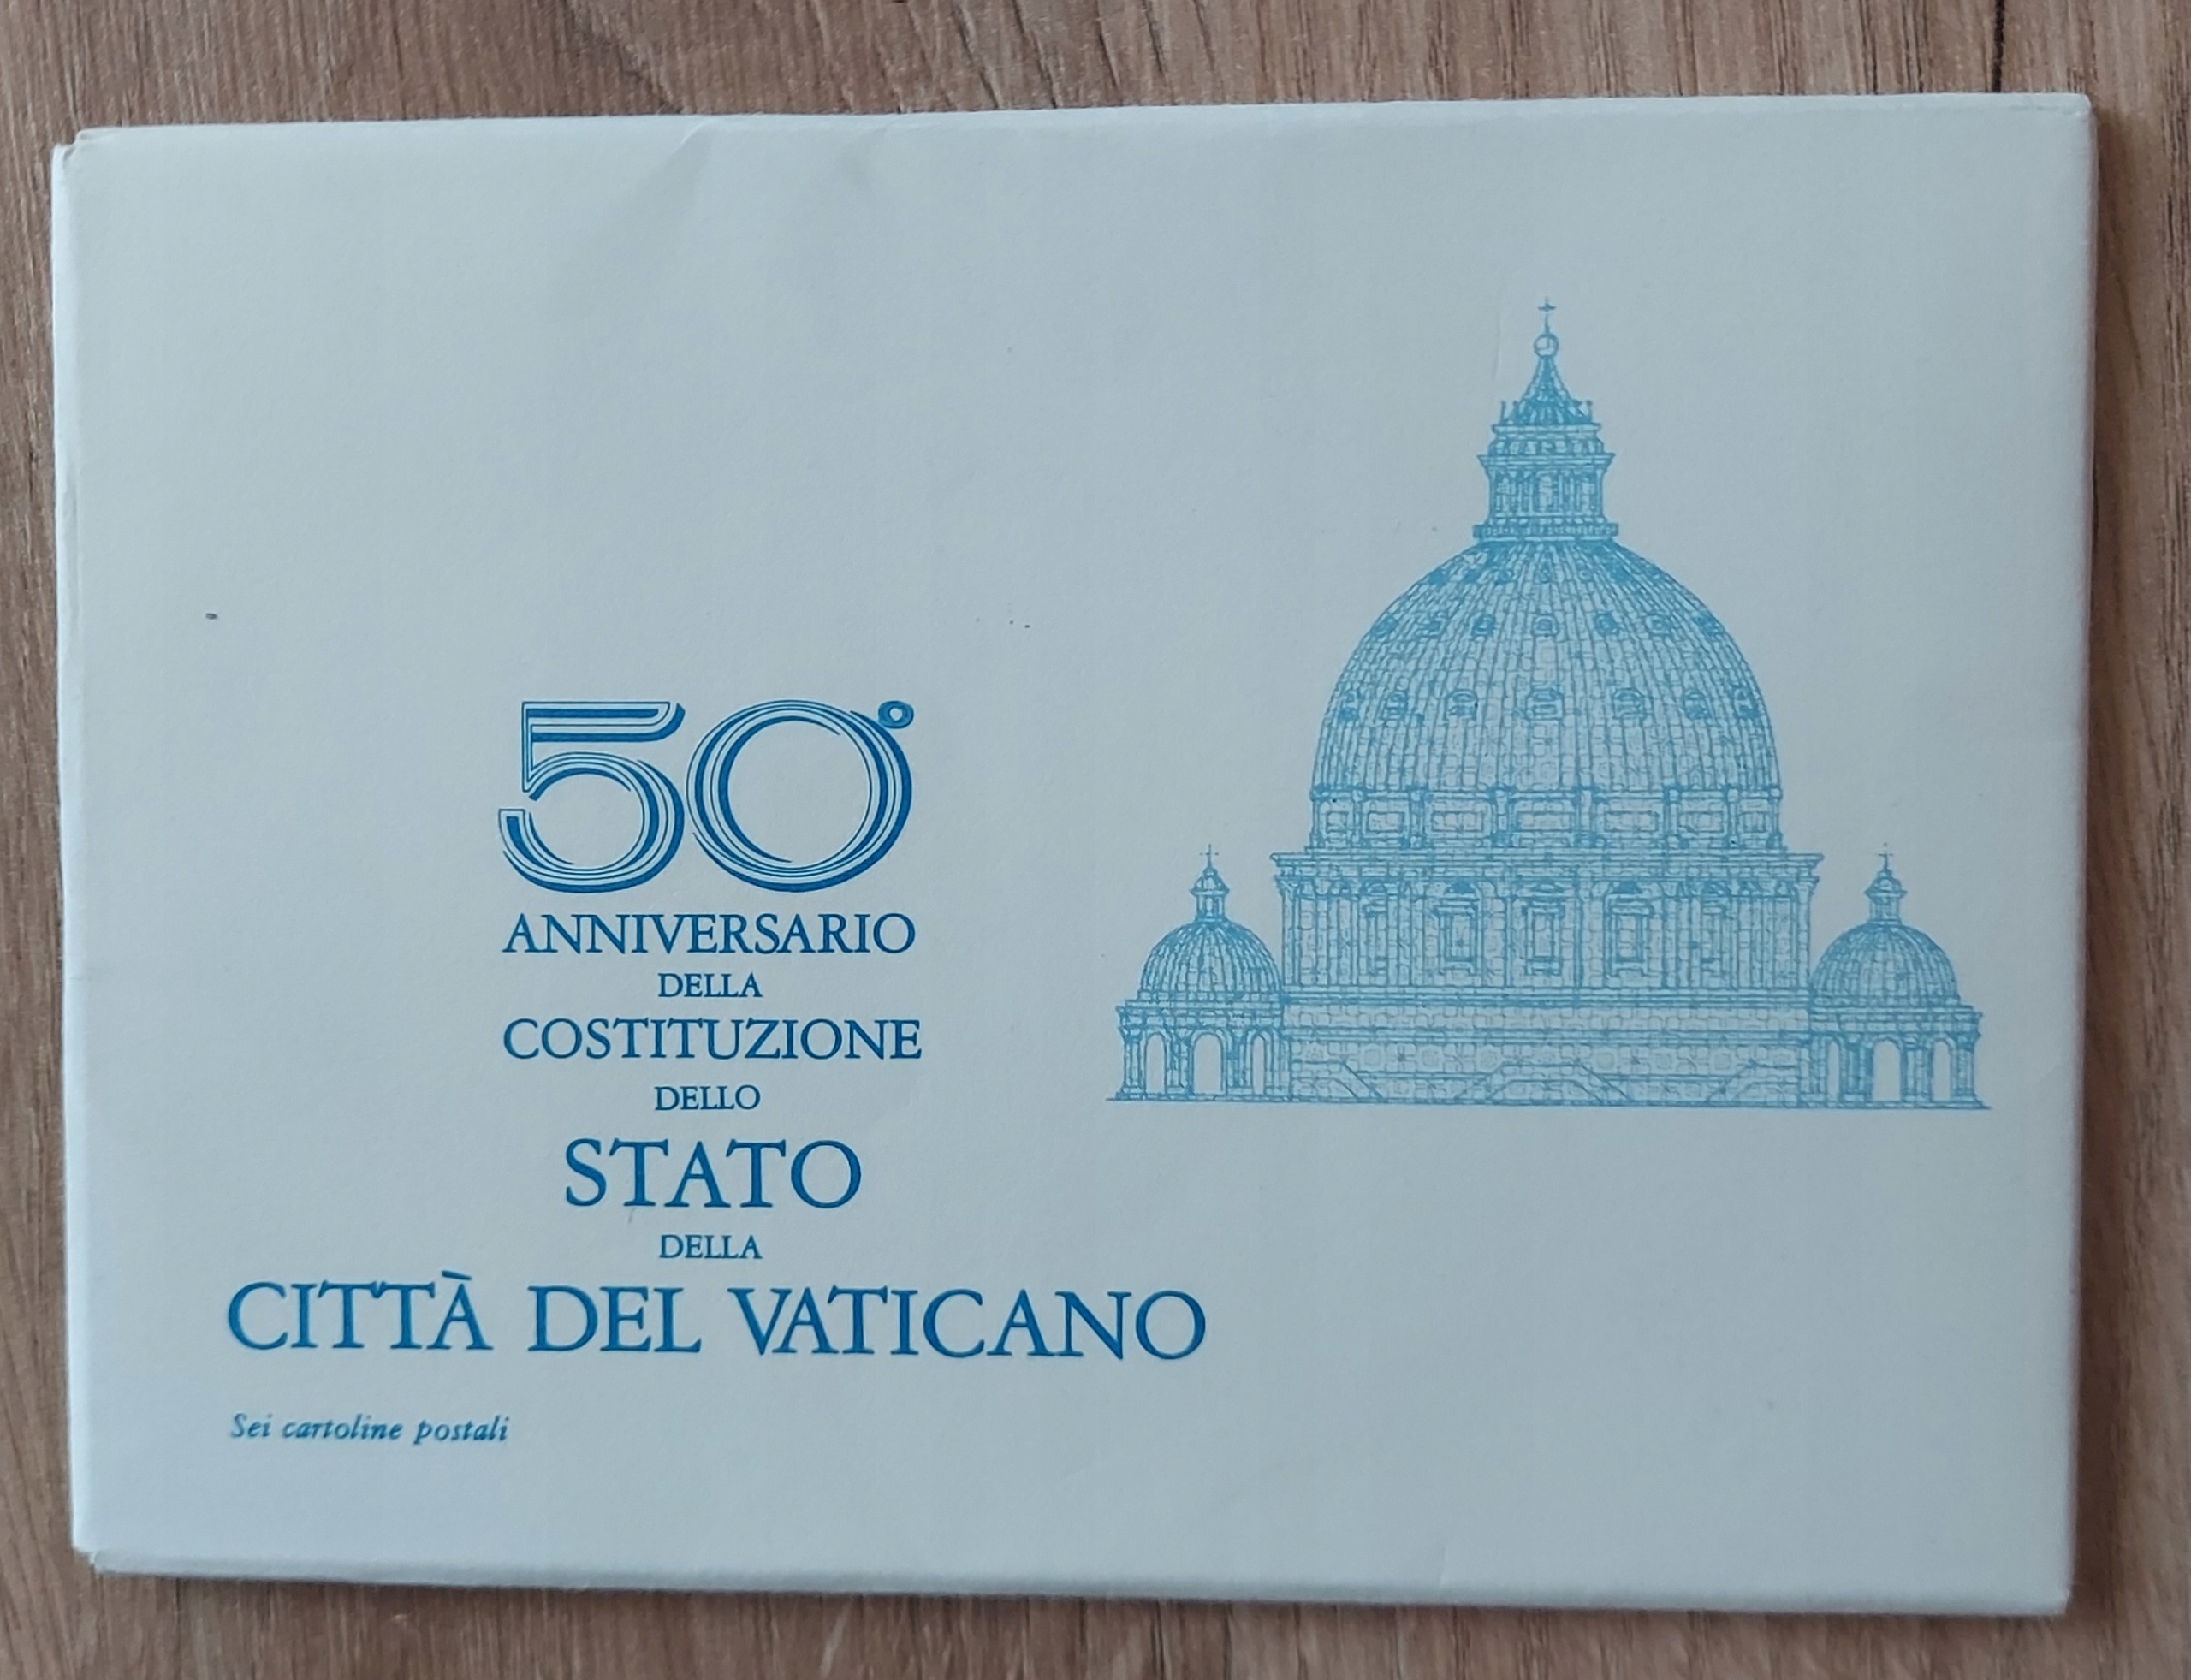 50°
ANNIVERSARIO
DELLA
COSTITUZIONE
DELLO
STATO
DELLA
CITTÀ DEL VATICANO
Sei cartoline postali